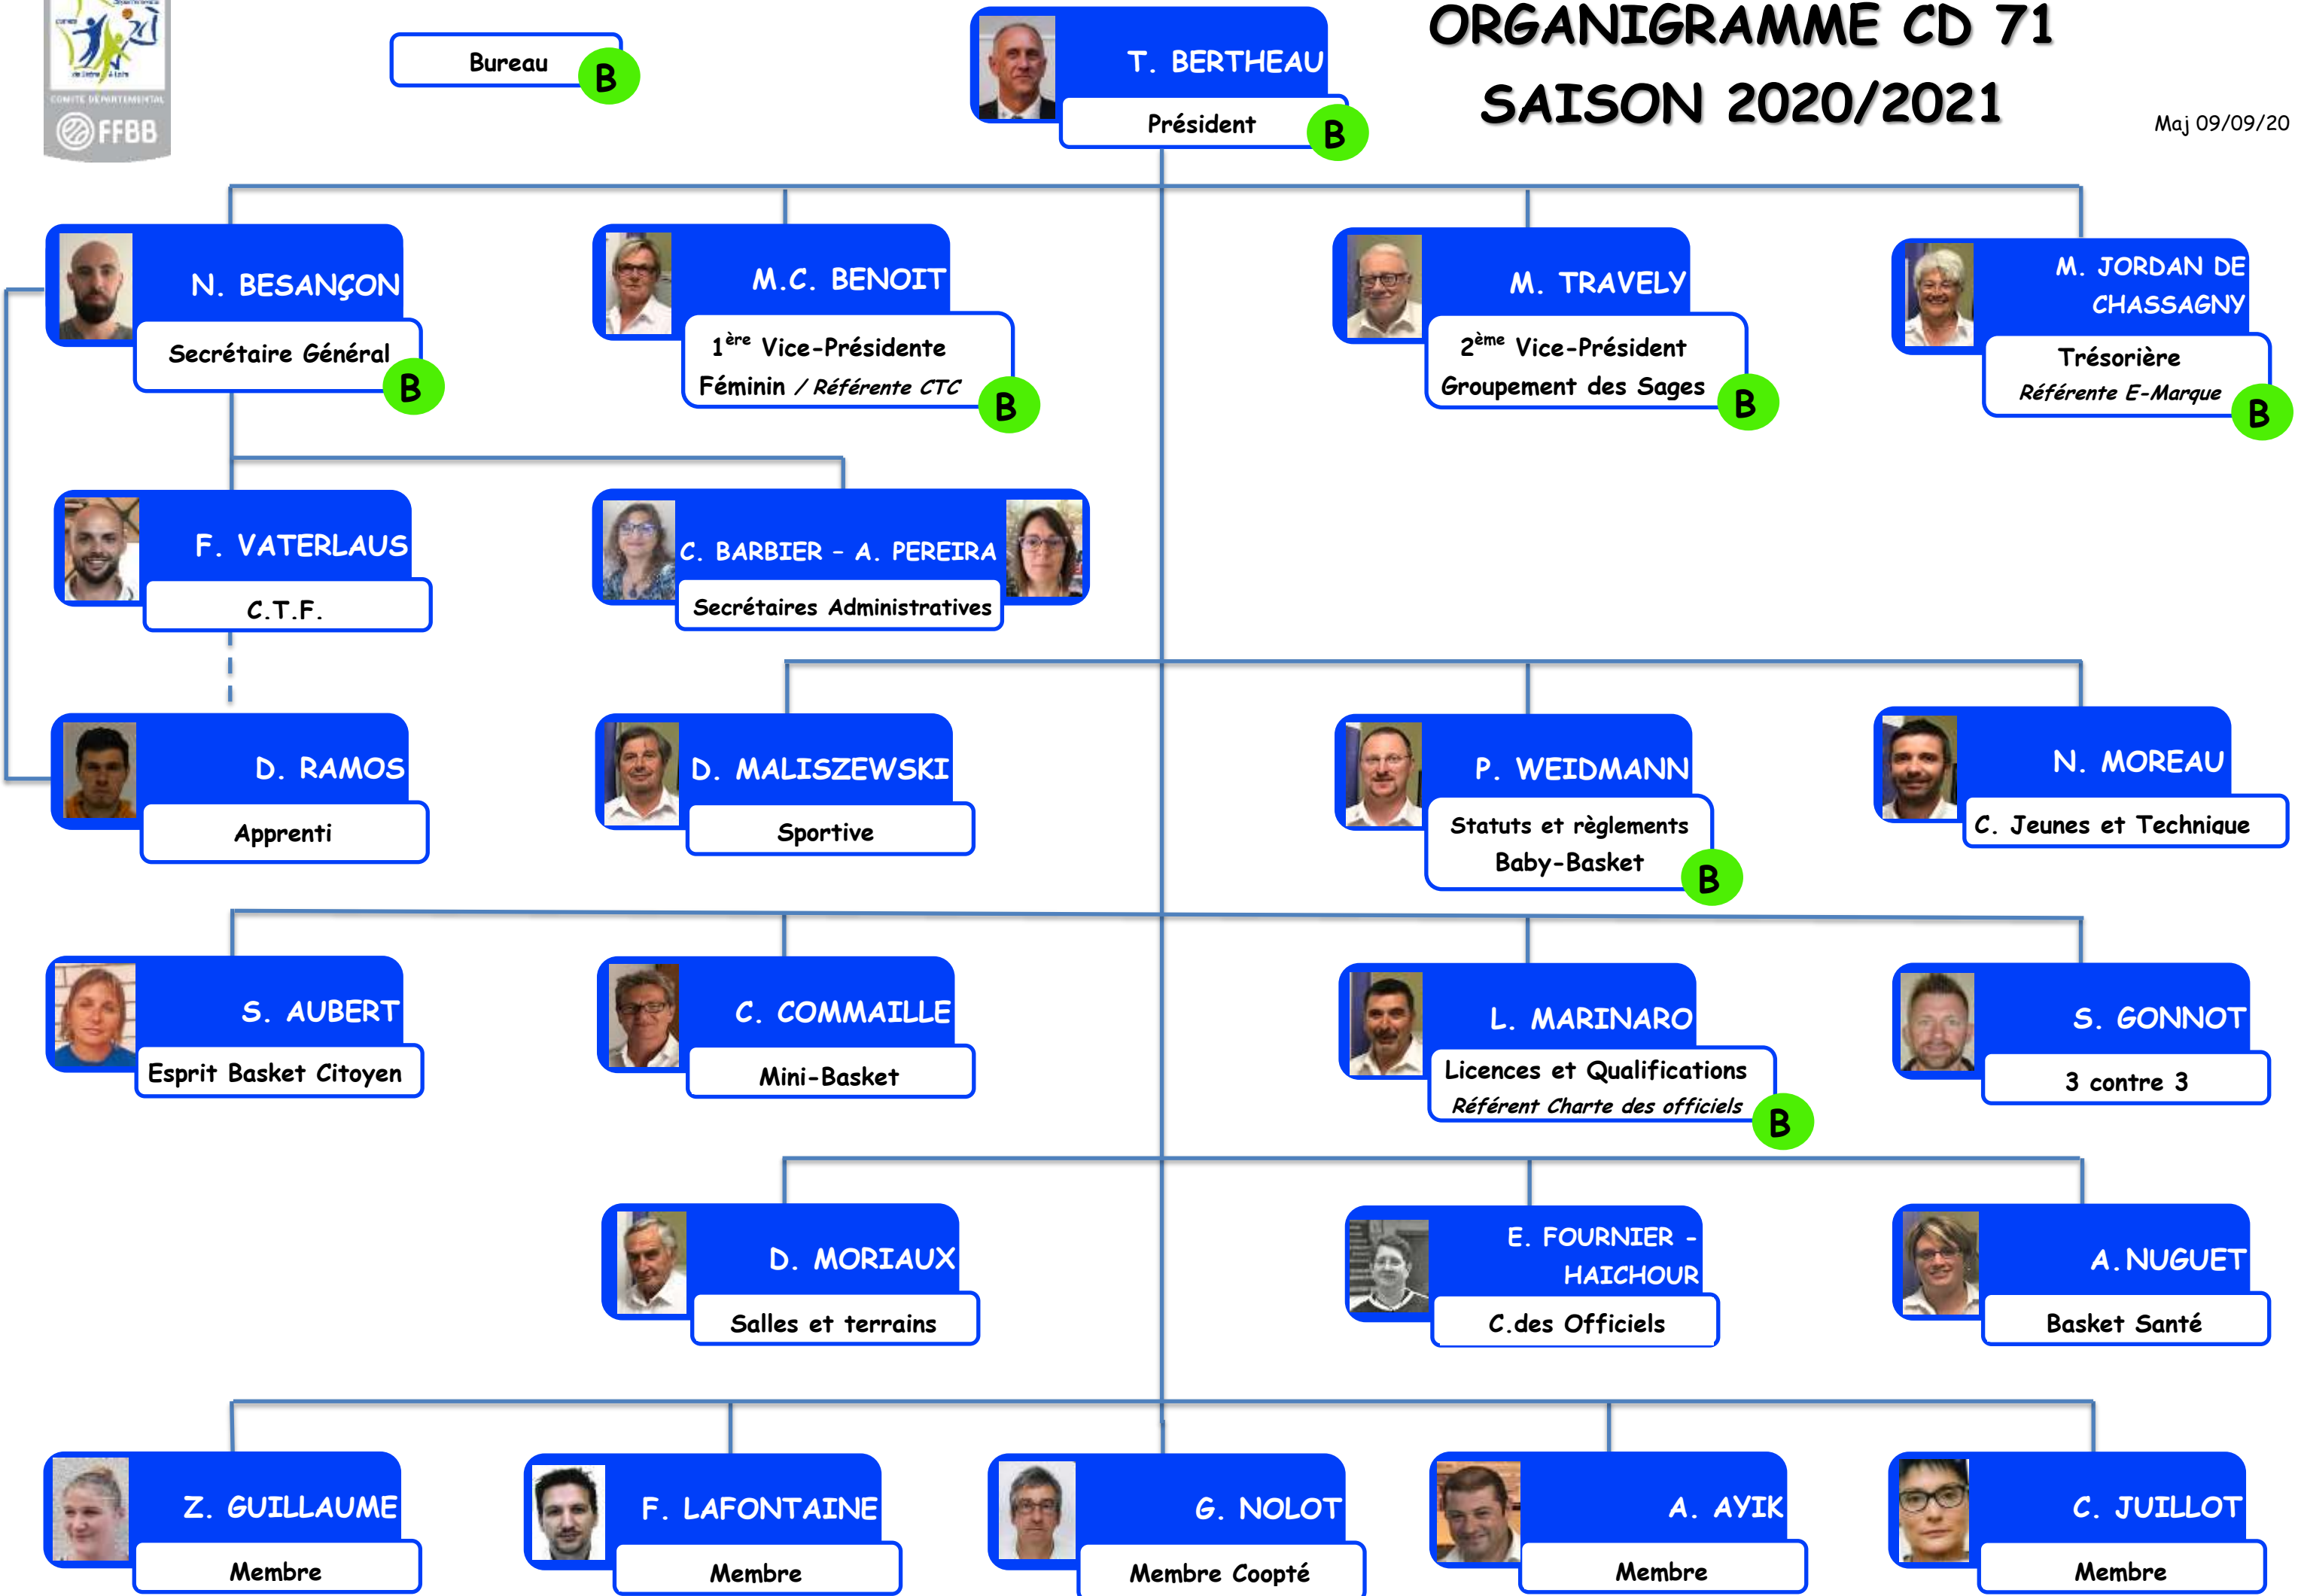 COMITÉ DÉPARTEMENTAL
FFBB
Bureau
B
T. BERTHEAU
Président
B
ORGANIGRAMME CD 71
SAISON 2020/2021
Maj 09/09/20
N. BESANÇON
Secrétaire Général
B
M.C. BENOIT
1ère Vice-Présidente
Féminin / Référente CTC
B
M. TRAVELY
2ème Vice-Président
Groupement des Sages
B
M. JORDAN DE
CHASSAGNY
Trésorière
Référente E-Marque
B
F. VATERLAUS
C.T.F.
C. BARBIER - A. PEREIRA
Secrétaires Administratives
D. RAMOS
Apprenti
D. MALISZEWSKI
Sportive
P. WEIDMANN
Statuts et règlements
Baby-Basket
B
N. MOREAU
C. Jeunes et Technique
S. AUBERT
Esprit Basket Citoyen
C. COMMAILLE
Mini-Basket
L. MARINARO
Licences et Qualifications
Référent Charte des officiels
B
S. GONNOT
3 contre 3
D. MORIAUX
Salles et terrains
E. FOURNIER -
HAICHOUR
C.des Officiels
A.NUGUET
Basket Santé
Z. GUILLAUME
Membre
F. LAFONTAINE
Membre
G. NOLOT
Membre Coopté
A. AYIK
Membre
C. JUILLOT
Membre